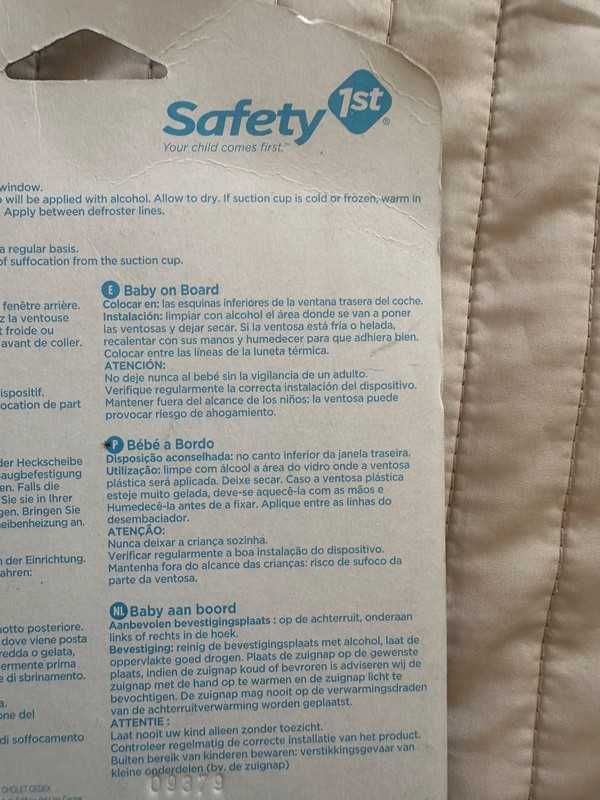 Safety 1st®
Your child comes first.™
window.
will be applied with alcohol. Allow to dry. If suction cup is cold or frozen, warm in
Apply between defroster lines.
a regular basis.
of suffocation from the suction cup.
fenêtre arrière.
z la ventouse
t froide ou
avant de coller.
ispositif.
ocation de part
der Heckscheibe
augbefestigung
en. Falls die
Sie sie in Ihrer
gen. Bringen Sie
eibenheizung an.
n der Einrichtung.
ahren:
otto posteriore.
dove viene posta
redda o gelata,
ermente prima
e di sbrinamento.
a.
one del
di soffocamento
CHOLET CEDEX
E Baby on Board
Colocar en: las esquinas inferiores de la ventana trasera del coche.
Instalación: limpiar con alcohol el área donde se van a poner
las ventosas y dejar secar. Si la ventosa está fría o helada,
recalentar con sus manos y humedecer para que adhiera bien.
Colocar entre las líneas de la luneta térmica.
ATENCIÓN:
No deje nunca al bebé sin la vigilancia de un adulto.
Verifique regularmente la correcta instalación del dispositivo.
Mantener fuera del alcance de los niños: la ventosa puede
provocar riesgo de ahogamiento.
P Bébé a Bordo
Disposição aconselhada: no canto inferior da janela traseira.
Utilização: limpe com álcool a área do vidro onde a ventosa
plástica será aplicada. Deixe secar. Caso a ventosa plástica
esteje muito gelada, deve-se aquecê-la com as mãos e
Humedecê-la antes de a fixar. Aplique entre as linhas do
desembaciador.
ATENÇÃO:
Nunca deixar a criança sozinha.
Verificar regularmente a boa instalação do dispositivo.
Mantenha fora do alcance das crianças: risco de sufoco da
parte da ventosa.
NL Baby aan boord
Aanbevolen bevestigingsplaats : op de achterruit, onderaan
links of rechts in de hoek.
Bevestiging: reinig de bevestigingsplaats met alcohol, laat de
oppervlakte goed drogen. Plaats de zuignap op de gewenste
plaats, indien de zuignap koud of bevroren is adviseren wij de
zuignap met de hand op te warmen en de zuignap licht te
bevochtigen. De zuignap mag nooit op de verwarmingsdraden
van de achterruitverwarming worden geplaatst.
ATTENTIE :
Laat nooit uw kind alleen zonder toezicht.
Controleer regelmatig de correcte installatie van het product.
Buiten bereik van kinderen bewaren: verstikkingsgevaar van
kleine onderdelen (bv. de zuignap)
09379